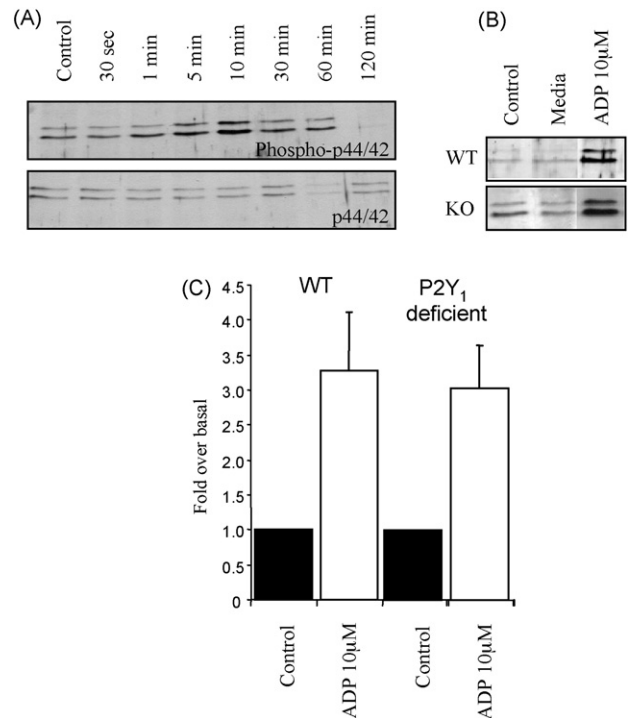 (A)
Control
30 sec
1 min
5 min
10 min
30 min
60 min
120 min
Phospho-p44/42
p44/42
(B)
Control
Media
ADP 10µM
WT
KO
(C)
WT
P2Y1
deficient
Fold over basal
4.5
4.0
3.5
3.0
2.5
2.0
1.5
1.0
0.5
0
Control
ADP 10µM
Control
ADP 10µM